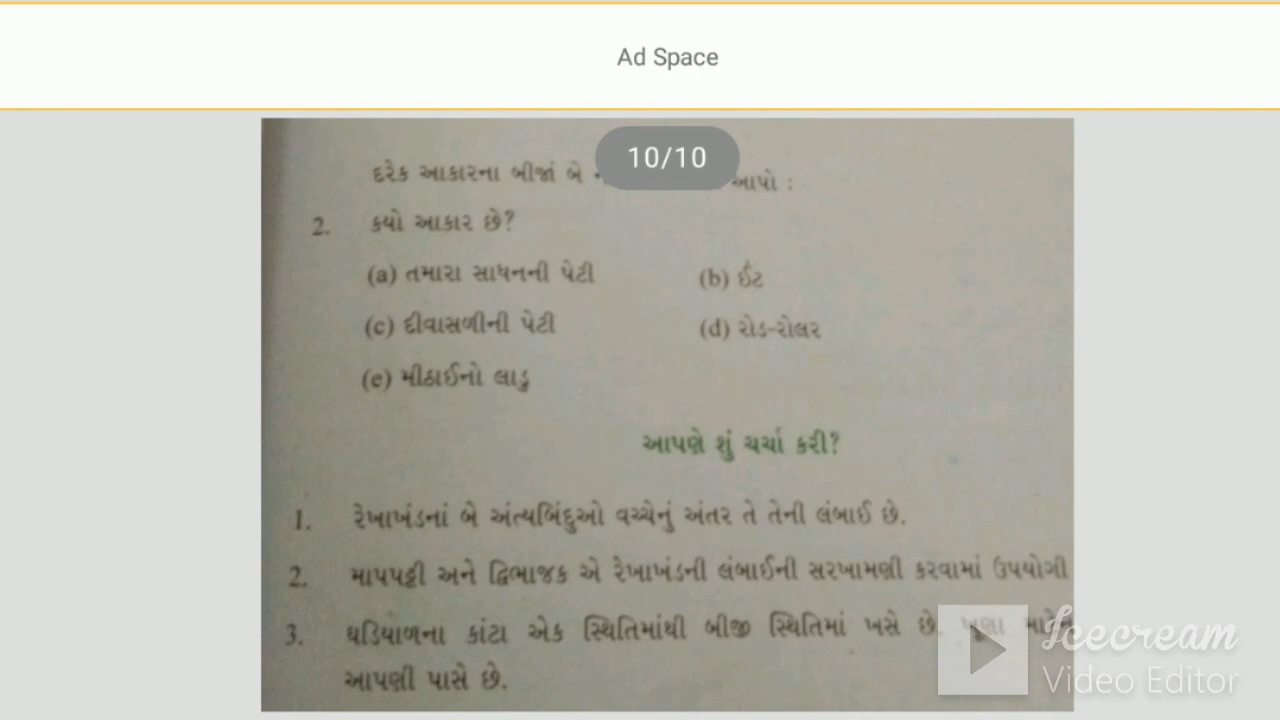 Ad Space
10/10
દરેક આકારના બીજાં બે આપો :
2. કયો આકાર છે?
(a) તમારા સાધનની પેટી (b) ઈંટ
(c) દીવાસળીની પેટી (d) રોડ-રોલર
(e) મીઠાઈનો લાડુ
આપણે શું ચર્ચા કરી?
1. રેખાખંડનાં બે અંત્યબિંદુઓ વચ્ચેનું અંતર તે તેની લંબાઈ છે.
2. માપપટ્ટી અને દ્વિભાજક એ રેખાખંડની લંબાઈની સરખામણી કરવામાં ઉપયોગી
3. ઘડિયાળના કાંટા એક સ્થિતિમાંથી બીજી સ્થિતિમાં ખસે છે. ખૂણા
આપણી પાસે છે.
Icecream
Video Editor